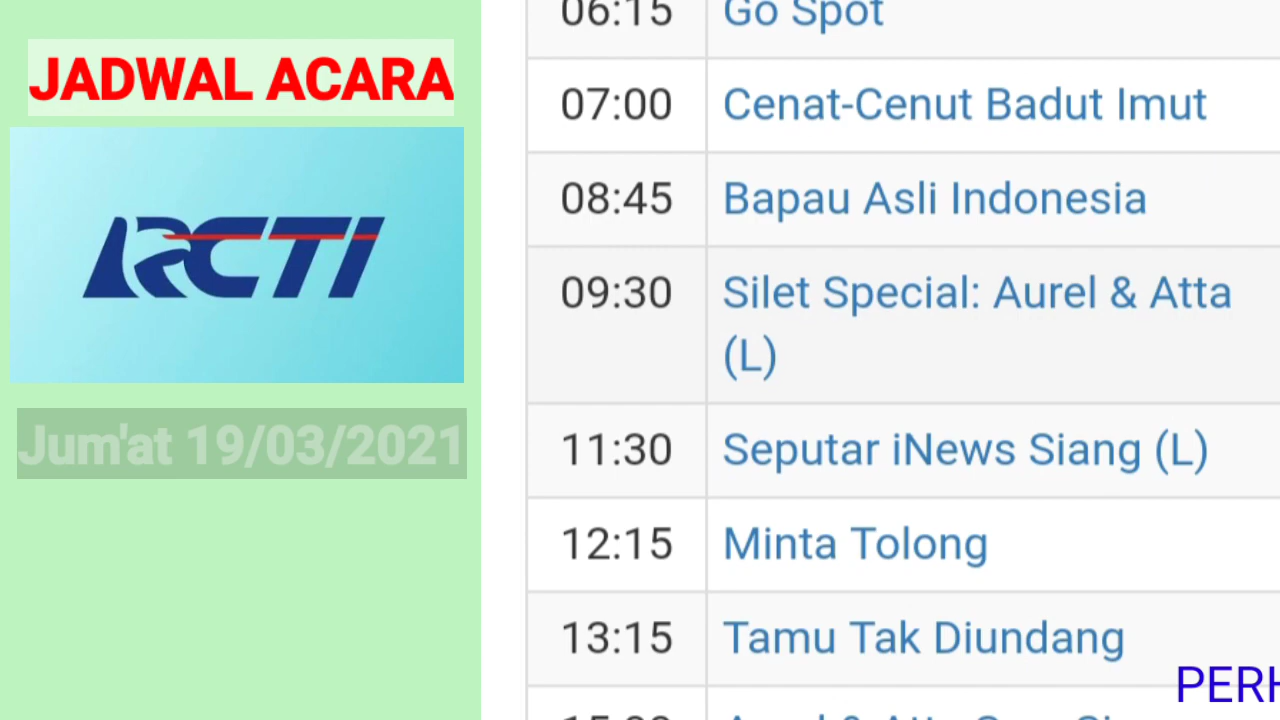 JADWAL ACARA
RCTI
Jum'at 19/03/2021
06:15 Go Spot
07:00 Cenat-Cenut Badut Imut
08:45 Bapau Asli Indonesia
09:30 Silet Special: Aurel & Atta
(L)
11:30 Seputar iNews Siang (L)
12:15 Minta Tolong
13:15 Tamu Tak Diundang